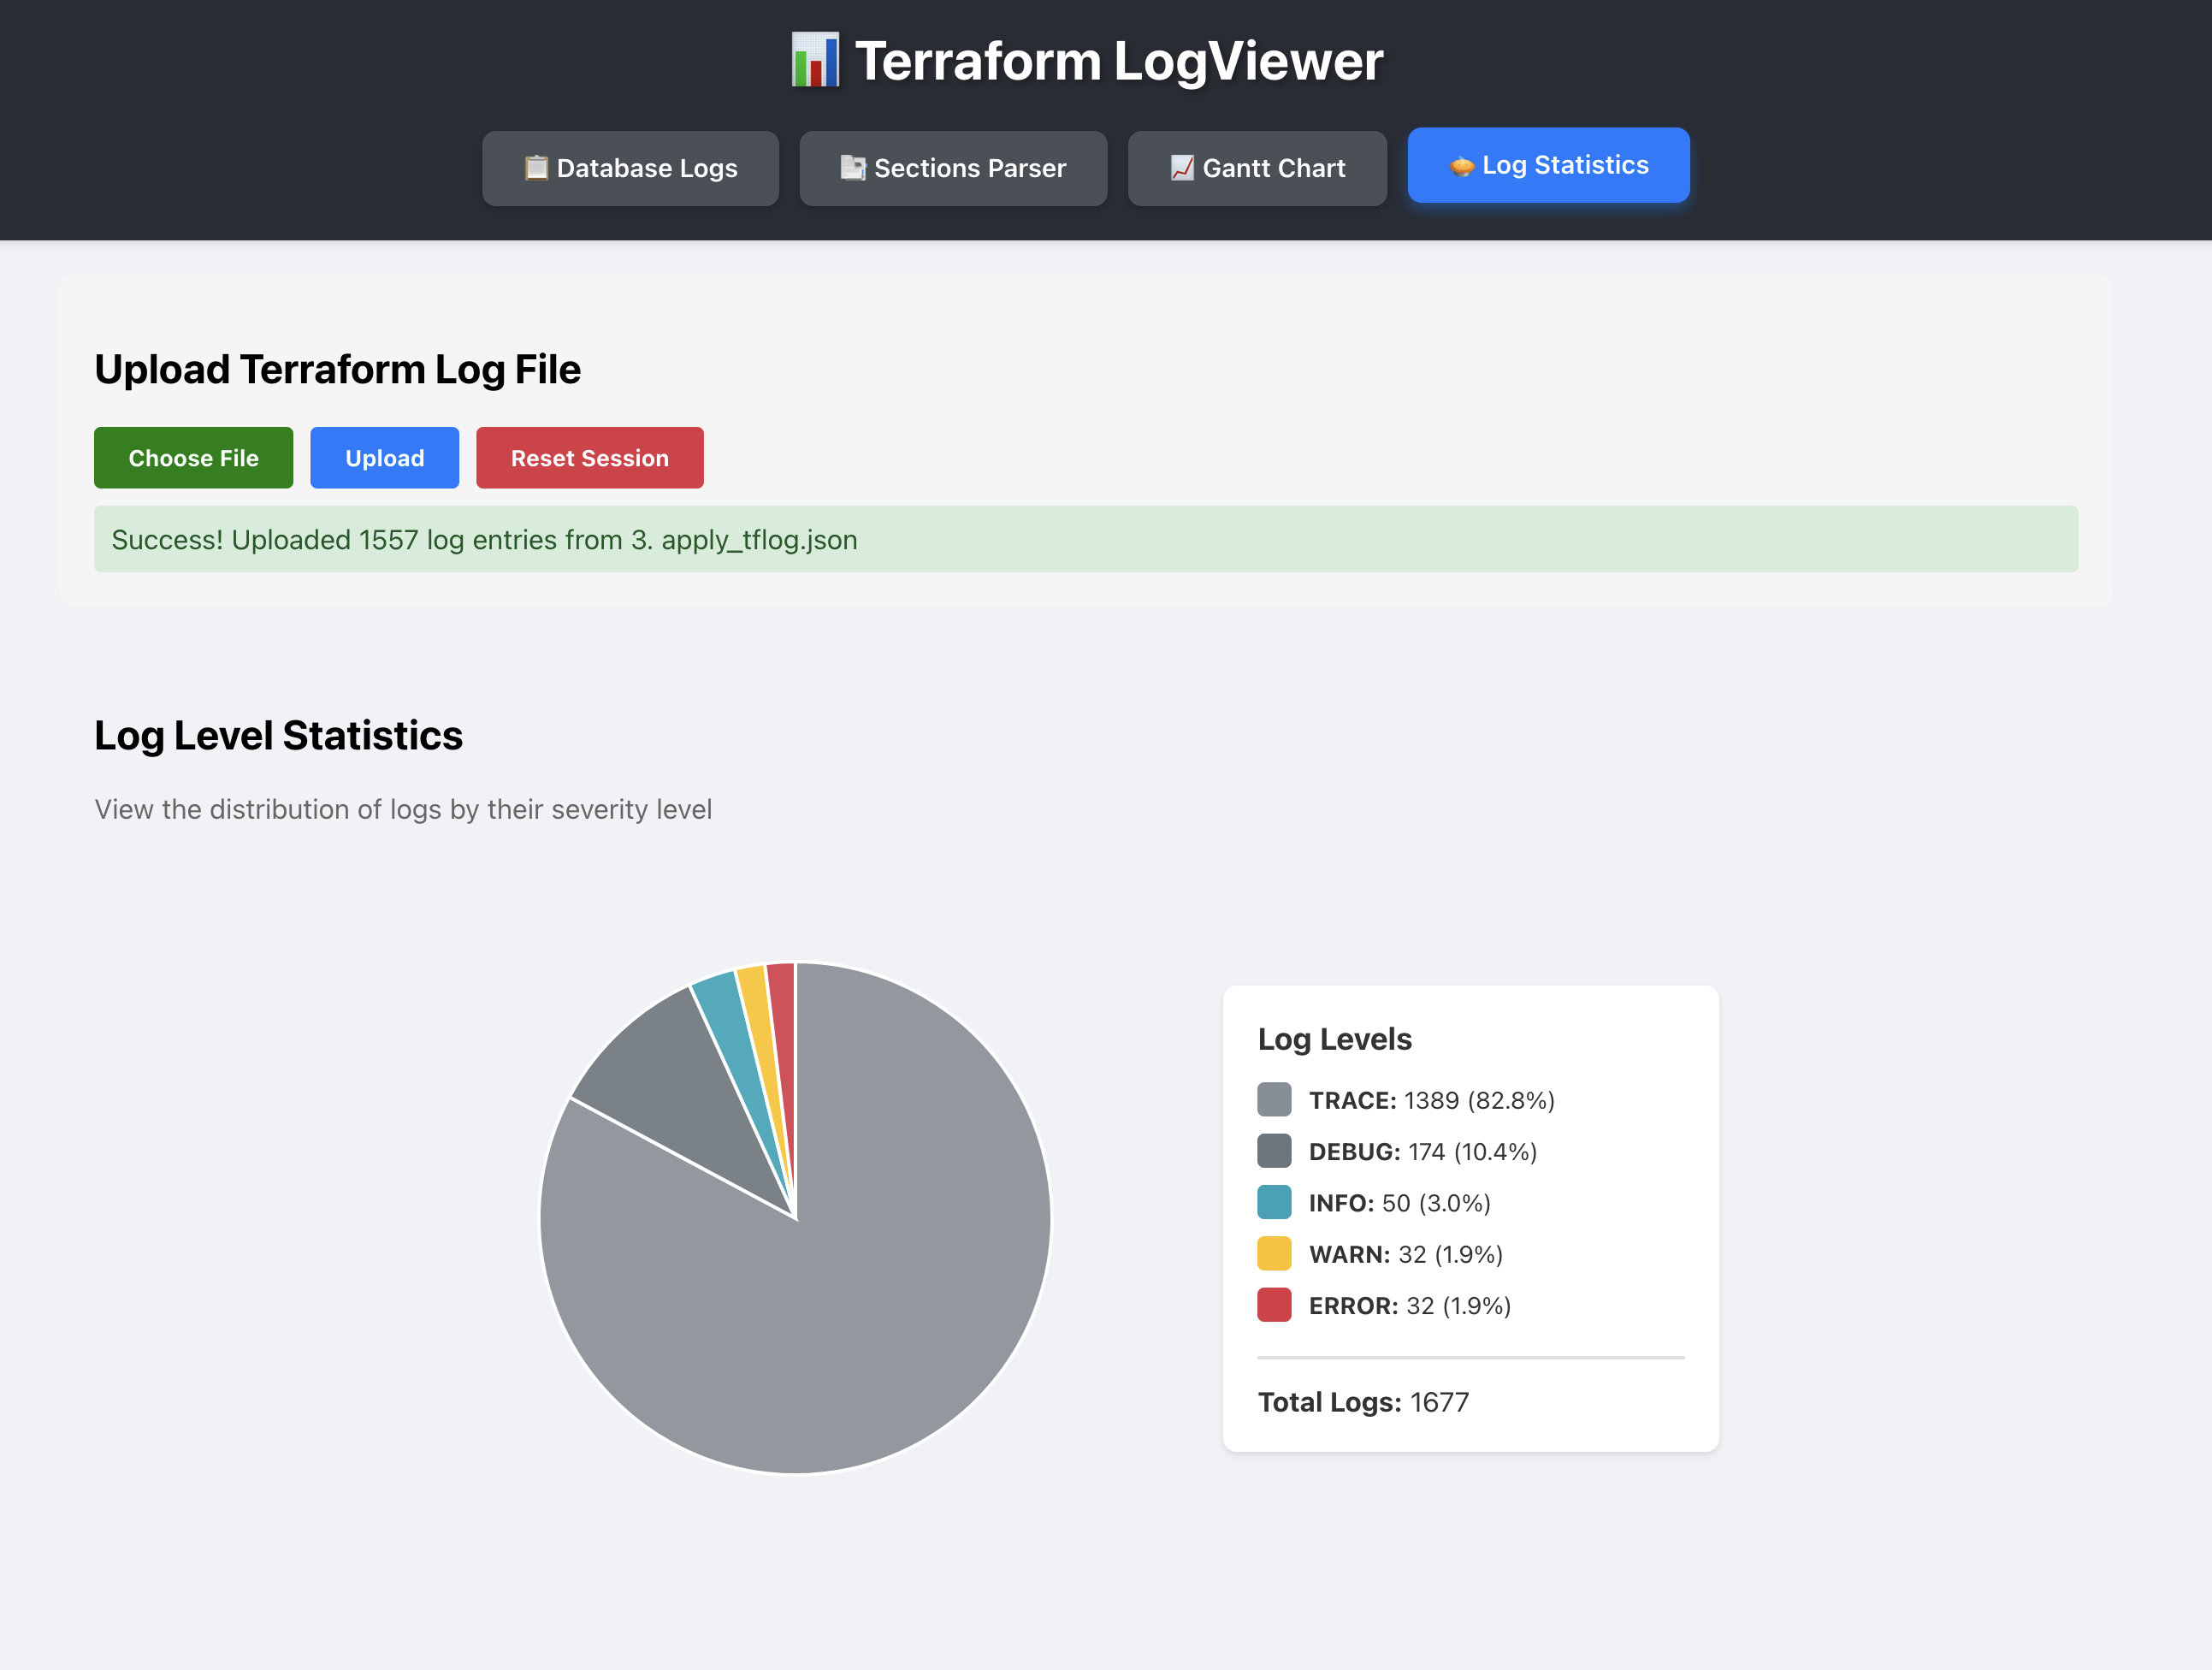 📊 Terraform LogViewer
📋 Database Logs
📑 Sections Parser
📈 Gantt Chart
🥧 Log Statistics
Upload Terraform Log File
Choose File
Upload
Reset Session
Success! Uploaded 1557 log entries from 3. apply_tflog.json
Log Level Statistics
View the distribution of logs by their severity level
Log Levels
TRACE: 1389 (82.8%)
DEBUG: 174 (10.4%)
INFO: 50 (3.0%)
WARN: 32 (1.9%)
ERROR: 32 (1.9%)
Total Logs: 1677